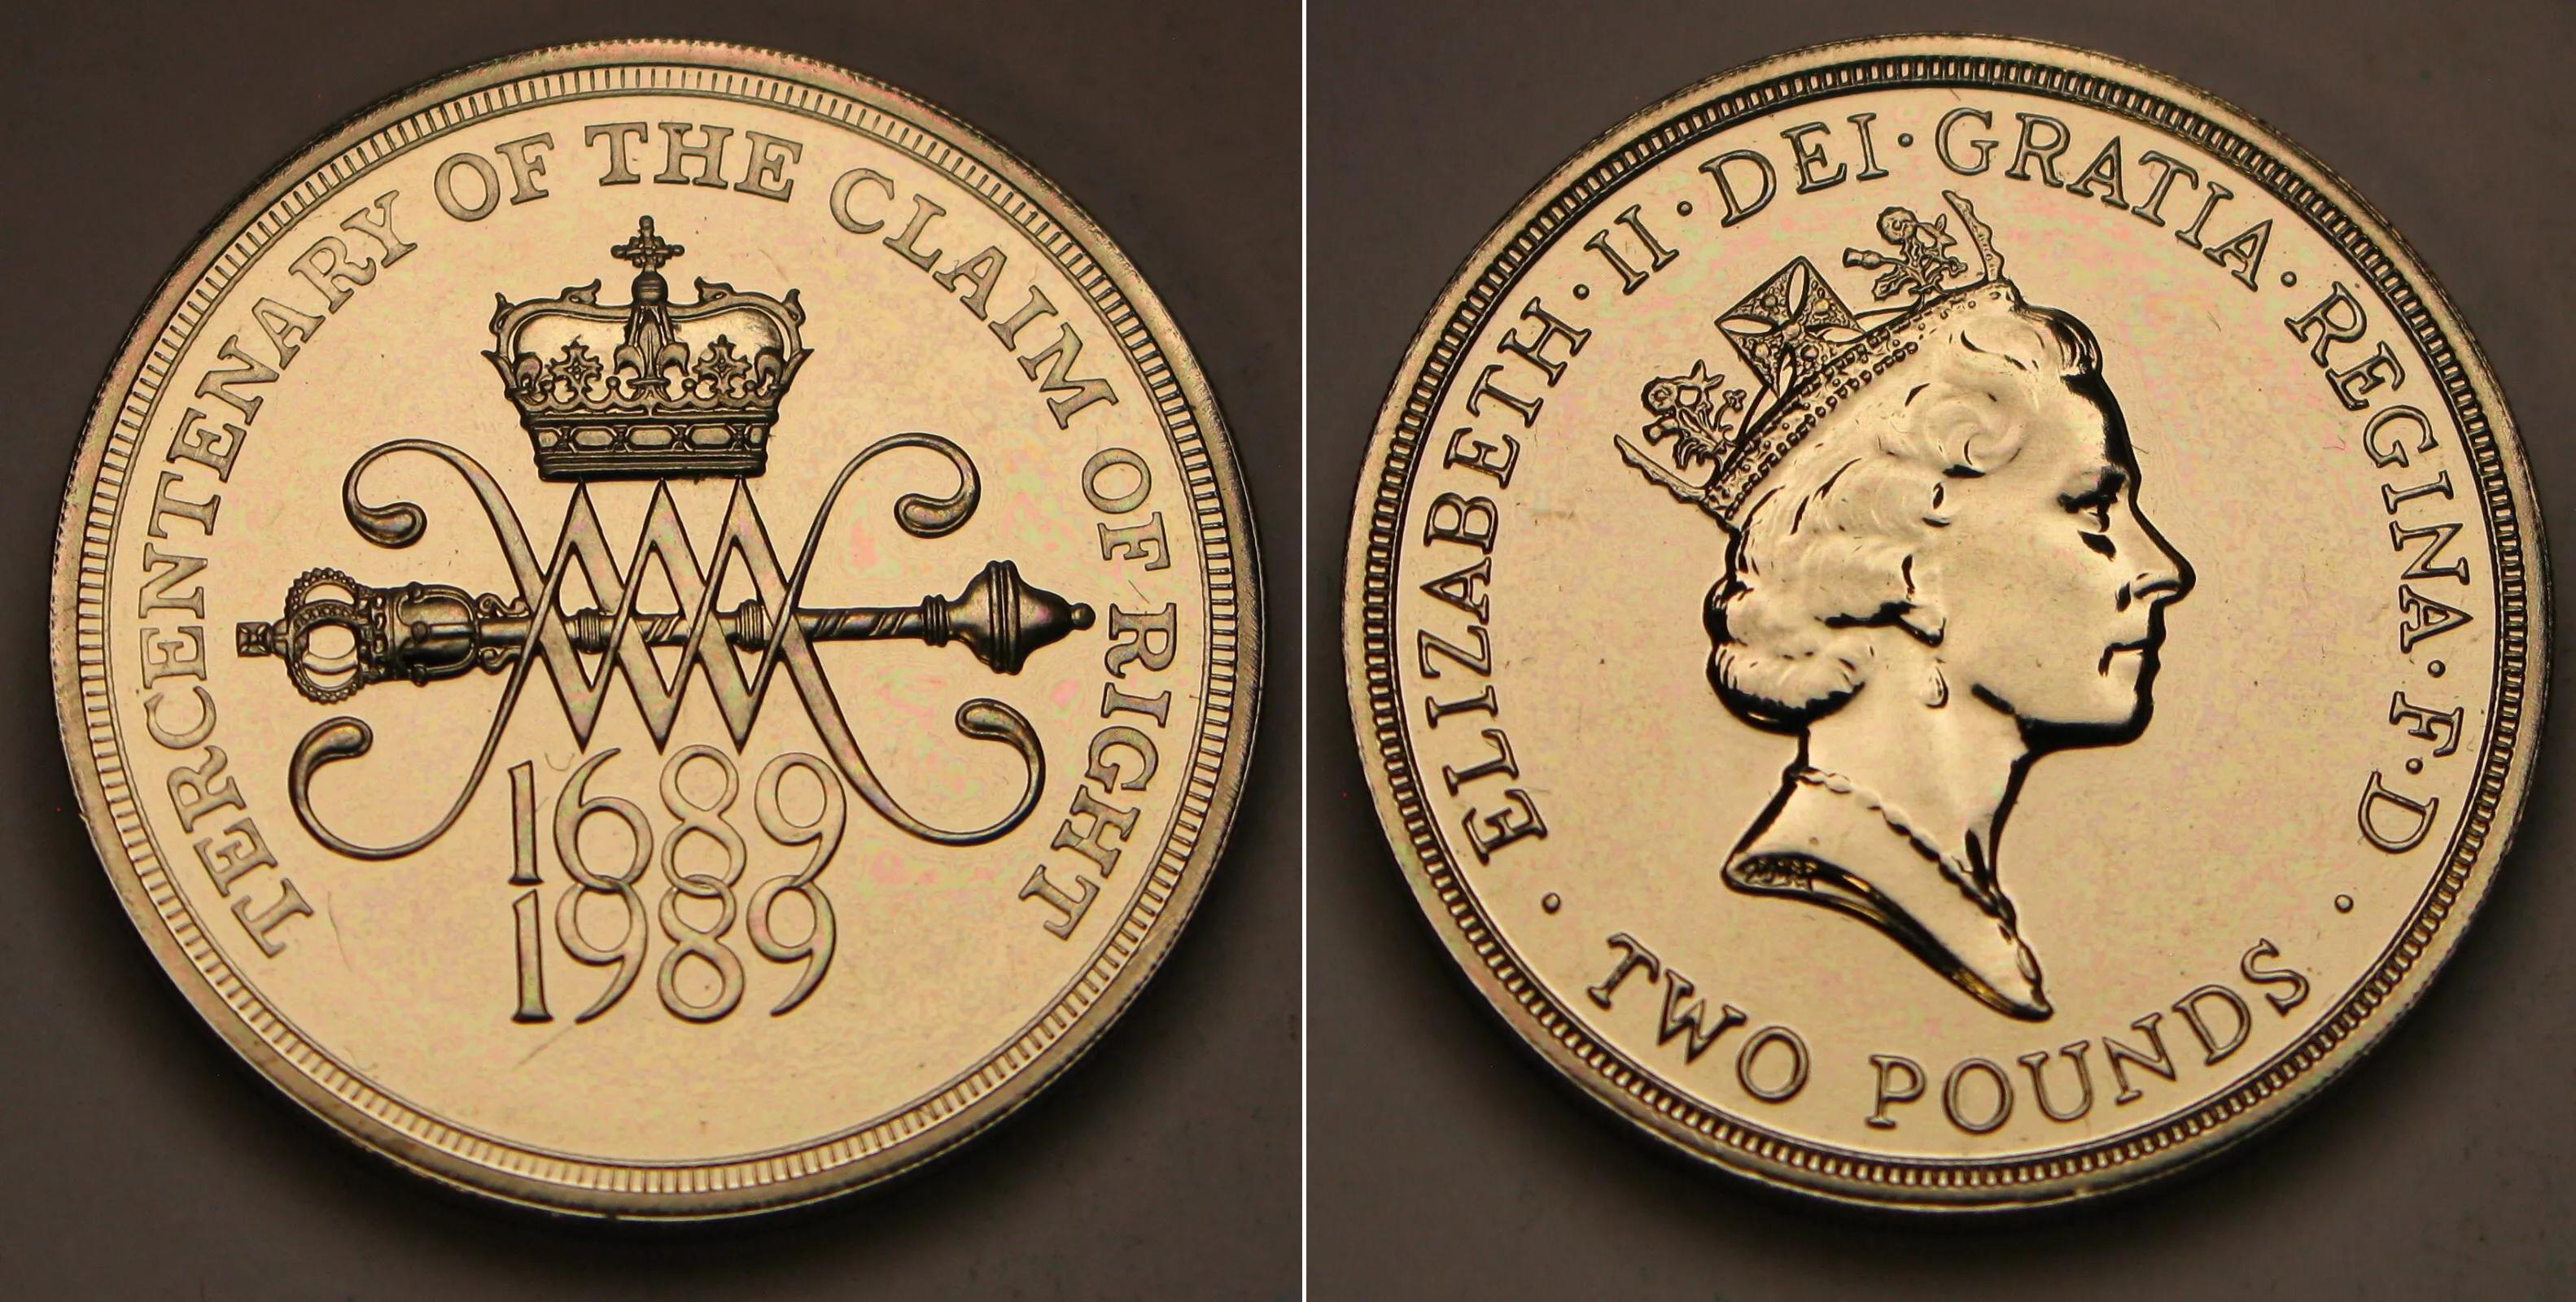 TERCENTENARY OF THE CLAIM OF RIGHT
1689
1989
ELIZABETH · II · DEI · GRATIA · REGINA · F · D
· TWO POUNDS ·